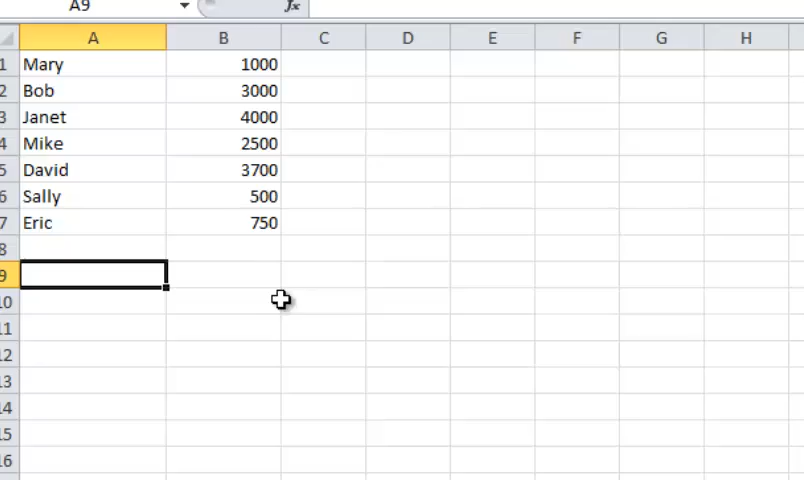 A9 fx
A B C D E F G H
1 Mary 1000
2 Bob 3000
3 Janet 4000
4 Mike 2500
5 David 3700
6 Sally 500
7 Eric 750
8
9
10
11
12
13
14
15
16